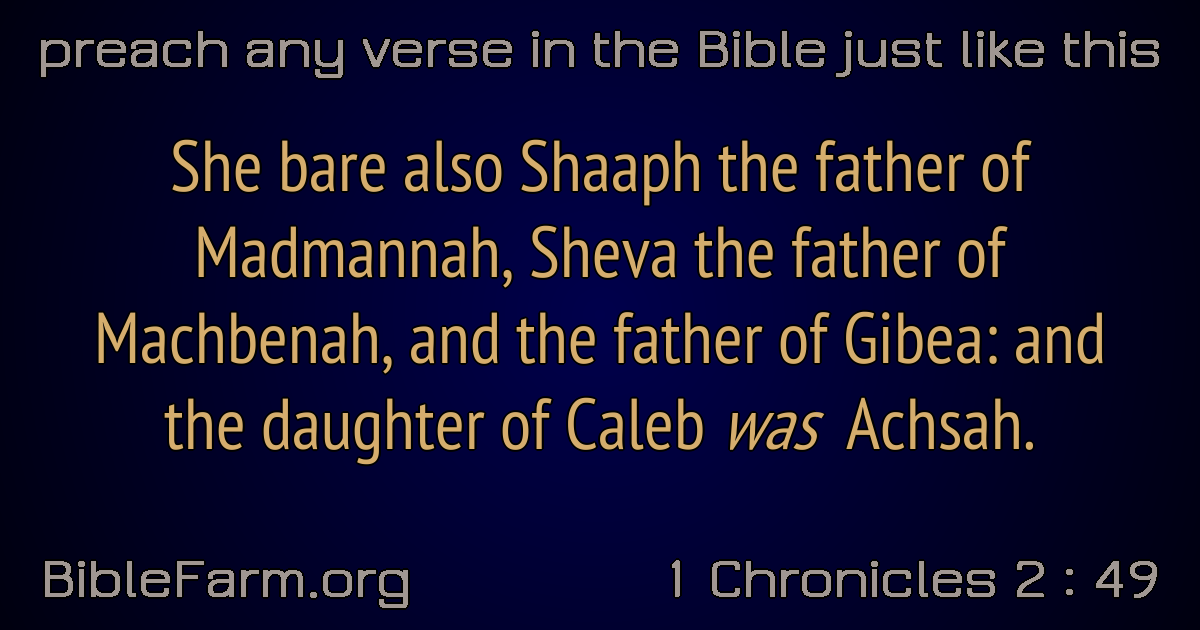 preach any verse in the Bible just like this
She bare also Shaaph the father of
Madmannah, Sheva the father of
Machbenah, and the father of Gibea: and
the daughter of Caleb was Achsah.
BibleFarm.org
1 Chronicles 2 : 49